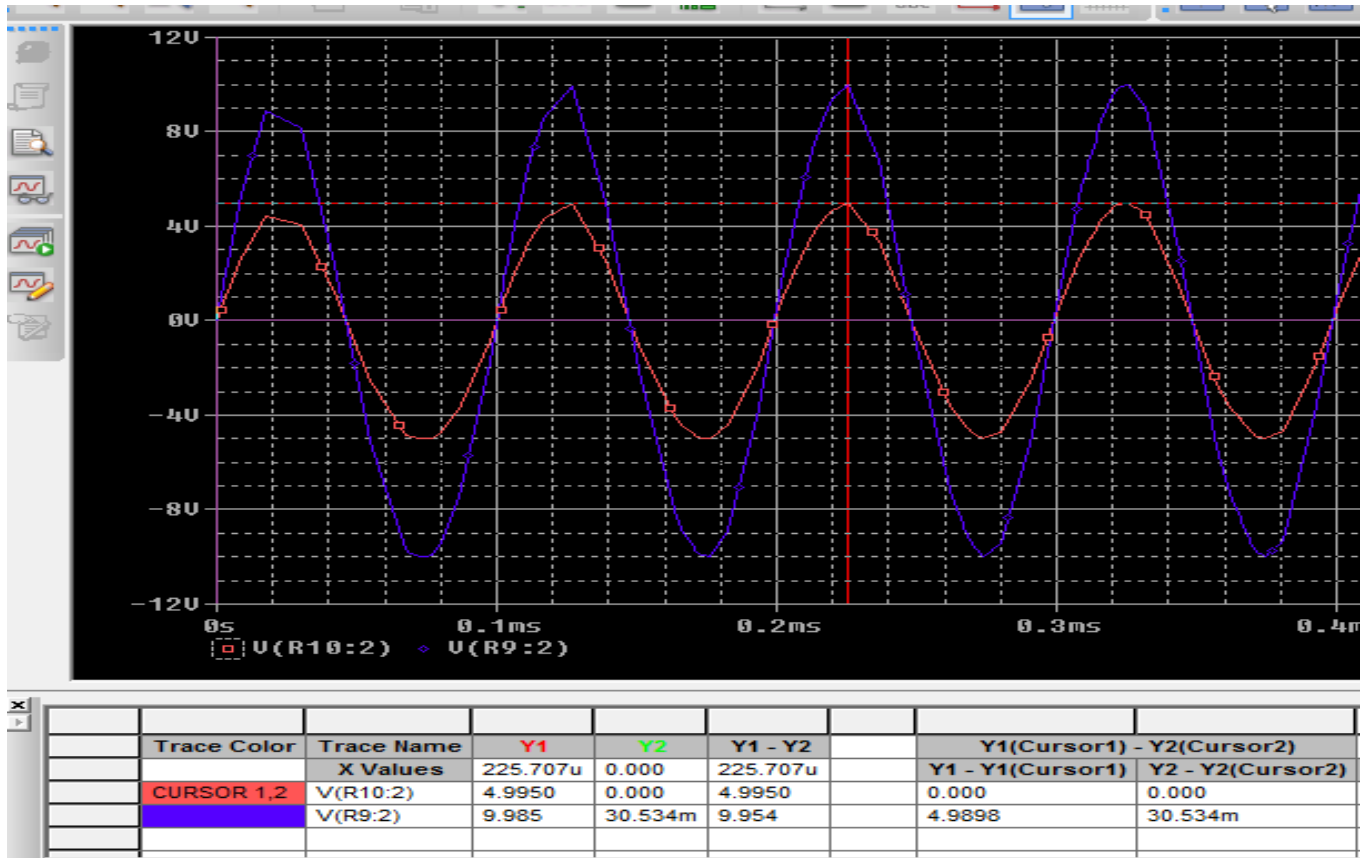 12V
8V
4V
0V
-4V
-8V
-12V
0s 0.1ms 0.2ms 0.3ms 0.4m
V(R10:2) V(R9:2)
Trace Color Trace Name Y1 Y2 Y1 - Y2 Y1(Cursor1) - Y2(Cursor2)
X Values 225.707u 0.000 225.707u Y1 - Y1(Cursor1) Y2 - Y2(Cursor2)
CURSOR 1,2 V(R10:2) 4.9950 0.000 4.9950 0.000 0.000
V(R9:2) 9.985 30.534m 9.954 4.9898 30.534m